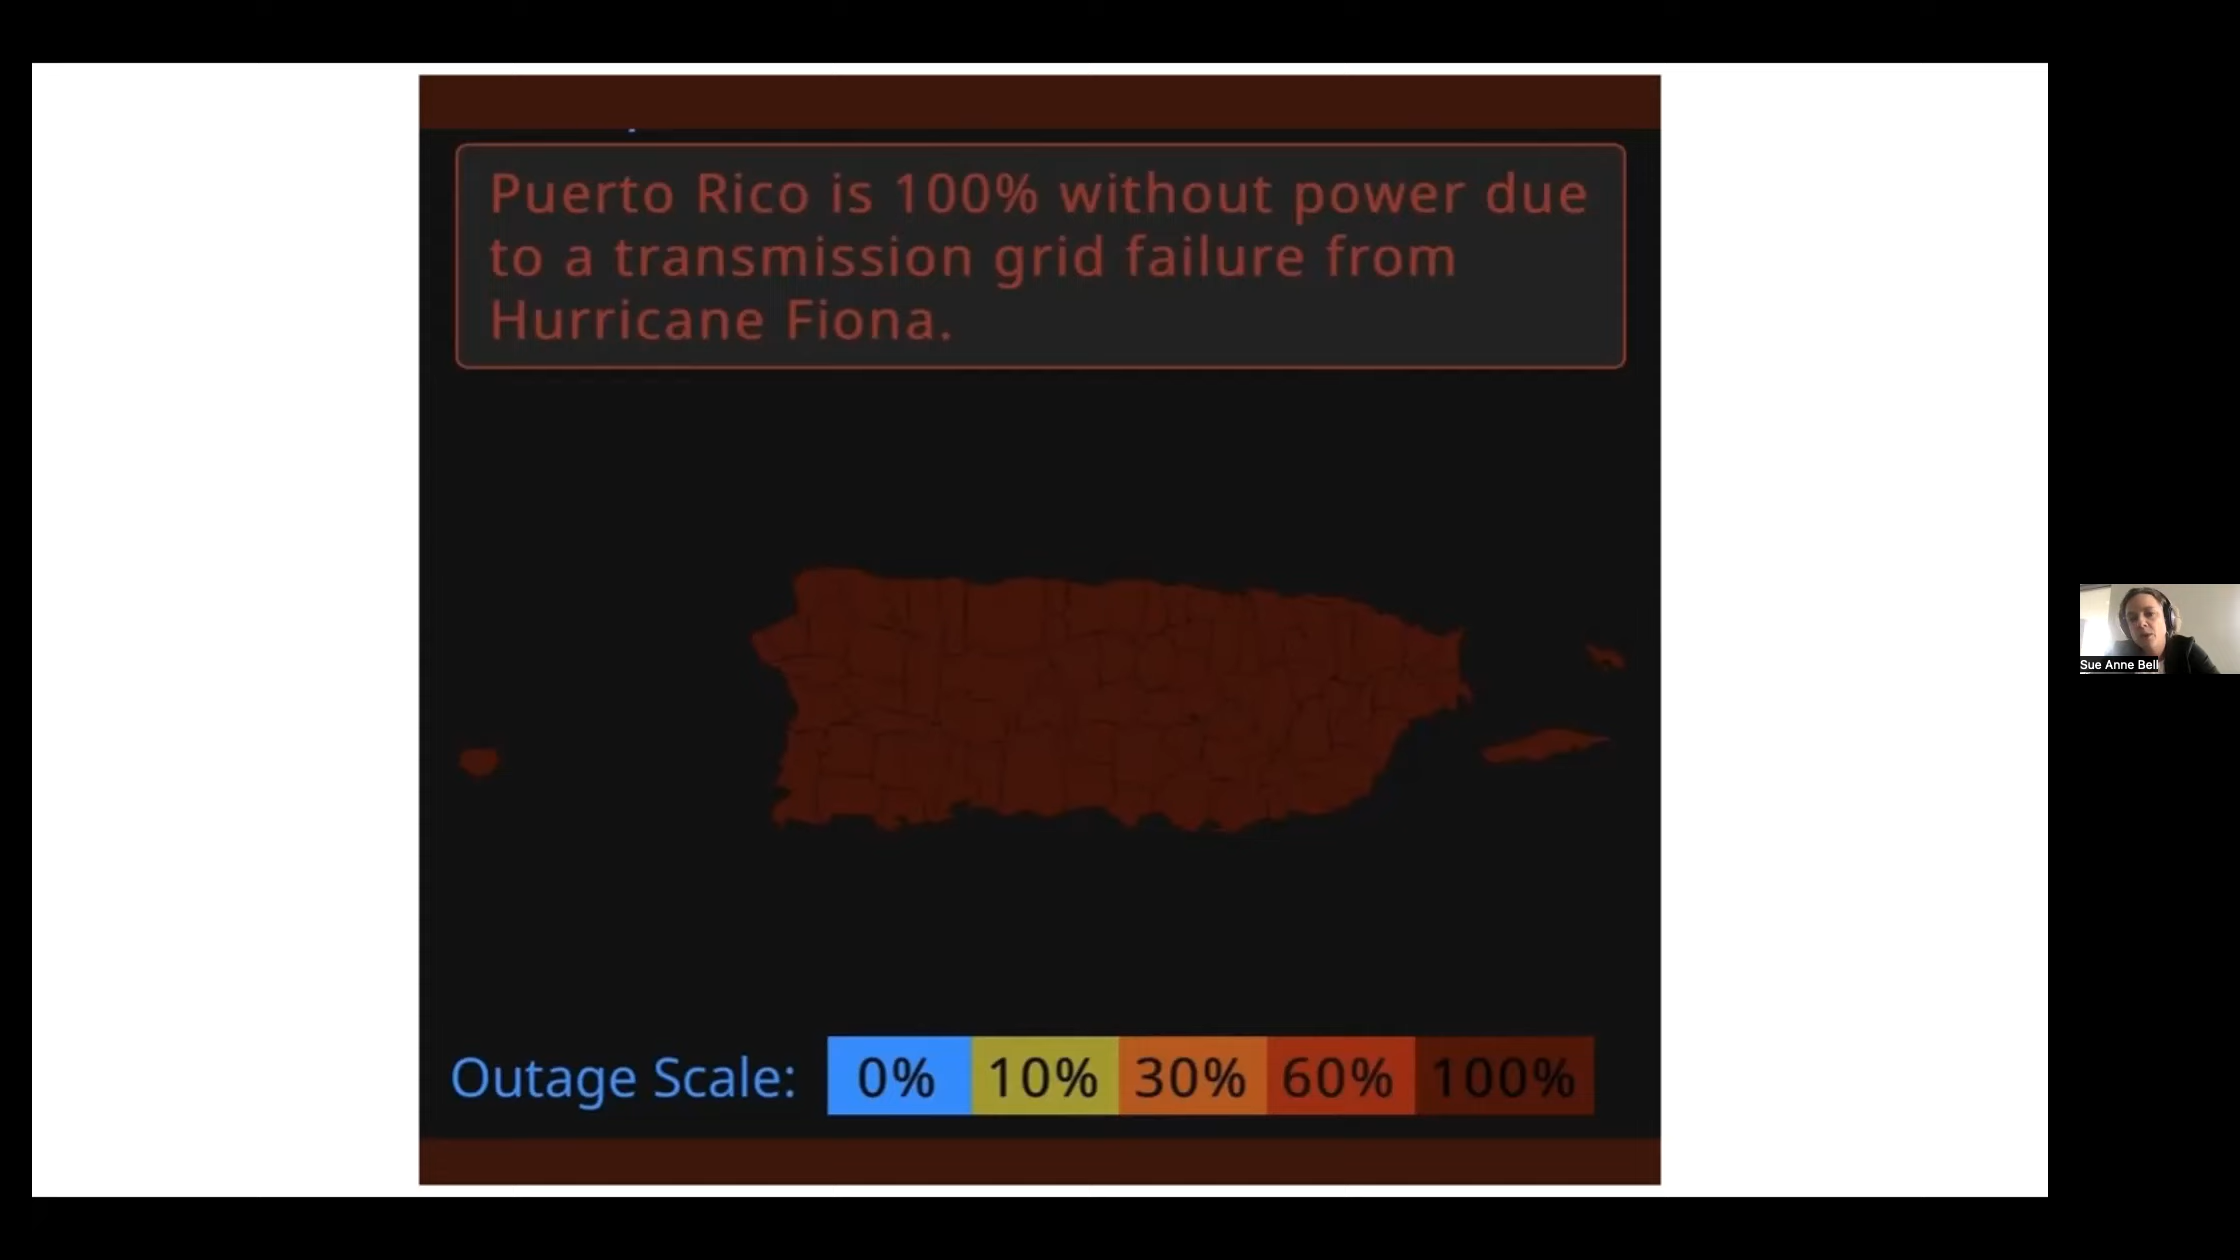 Puerto Rico is 100% without power due
to a transmission grid failure from
Hurricane Fiona.
Sue Anne Bell
Outage Scale: 0% 10% 30% 60% 100%